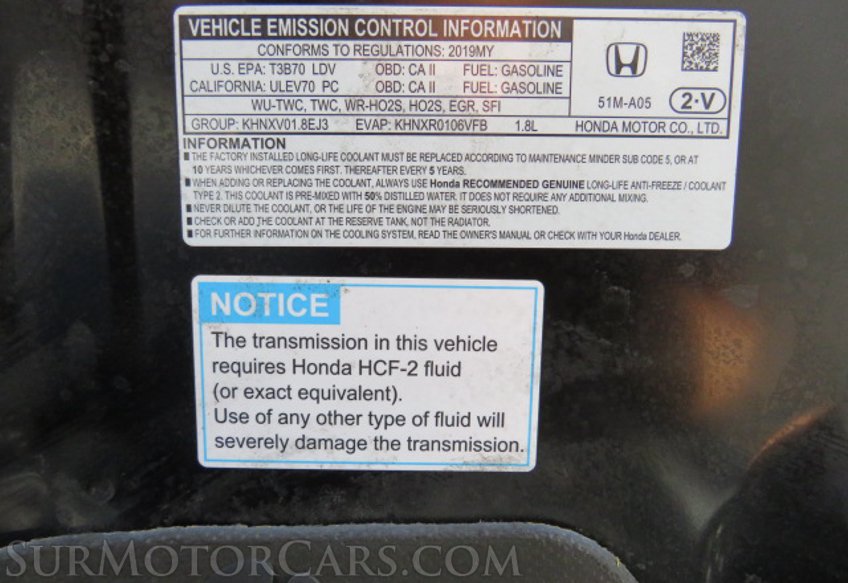 VEHICLE EMISSION CONTROL INFORMATION
CONFORMS TO REGULATIONS: 2019MY
U.S. EPA: T3B70 LDV OBD: CA II FUEL: GASOLINE
CALIFORNIA: ULEV70 PC OBD: CA II FUEL: GASOLINE
WU-TWC, TWC, WR-HO2S, HO2S, EGR, SFI
51M-A05 2·V
GROUP: KHNXV01.8EJ3 EVAP: KHNXR0106VFB 1.8L HONDA MOTOR CO., LTD.
INFORMATION
■ THE FACTORY INSTALLED LONG-LIFE COOLANT MUST BE REPLACED ACCORDING TO MAINTENANCE MINDER SUB CODE 5, OR AT
10 YEARS WHICHEVER COMES FIRST. THEREAFTER EVERY 5 YEARS.
■ WHEN ADDING OR REPLACING THE COOLANT, ALWAYS USE Honda RECOMMENDED GENUINE LONG-LIFE ANTI-FREEZE / COOLANT
TYPE 2. THIS COOLANT IS PRE-MIXED WITH 50% DISTILLED WATER. IT DOES NOT REQUIRE ANY ADDITIONAL MIXING.
■ NEVER DILUTE THE COOLANT, OR THE LIFE OF THE ENGINE MAY BE SERIOUSLY SHORTENED.
■ CHECK OR ADD THE COOLANT AT THE RESERVE TANK, NOT THE RADIATOR.
■ FOR FURTHER INFORMATION ON THE COOLING SYSTEM, READ THE OWNER'S MANUAL OR CHECK WITH YOUR Honda DEALER.
NOTICE
The transmission in this vehicle
requires Honda HCF-2 fluid
(or exact equivalent).
Use of any other type of fluid will
severely damage the transmission.
SURMOTORCARS.COM